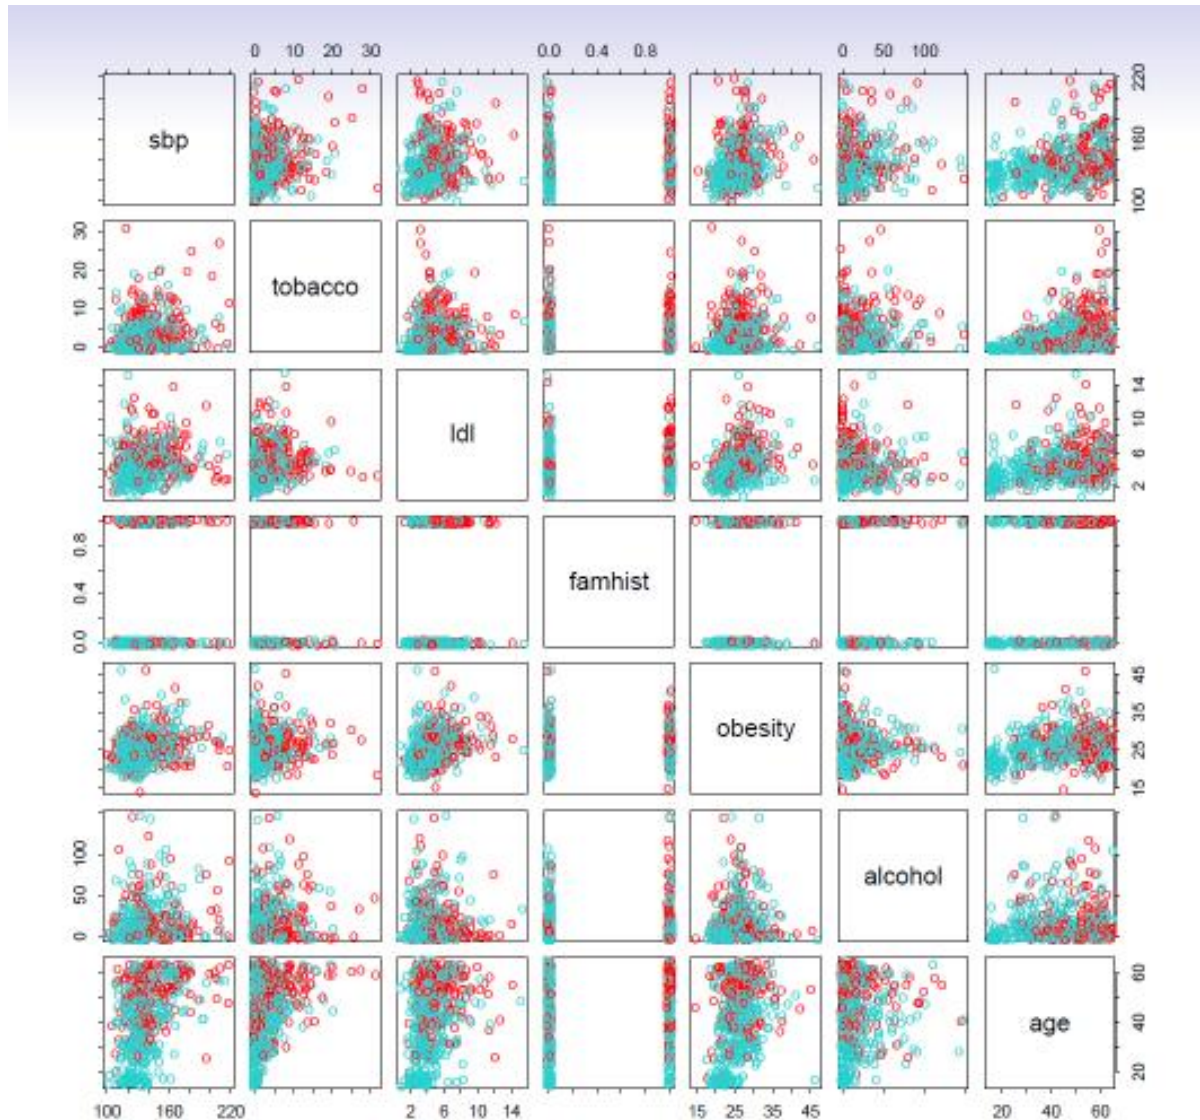 0 10 20 30 0.0 0.4 0.8 0 50 100
sbp 100 160 220
0 10 20 30 tobacco
ldl 2 6 10 14
0.0 0.4 0.8 famhist
obesity 15 25 35 45
0 50 100 alcohol
age 20 40 60
100 160 220 2 6 10 14 15 25 35 45 20 40 60